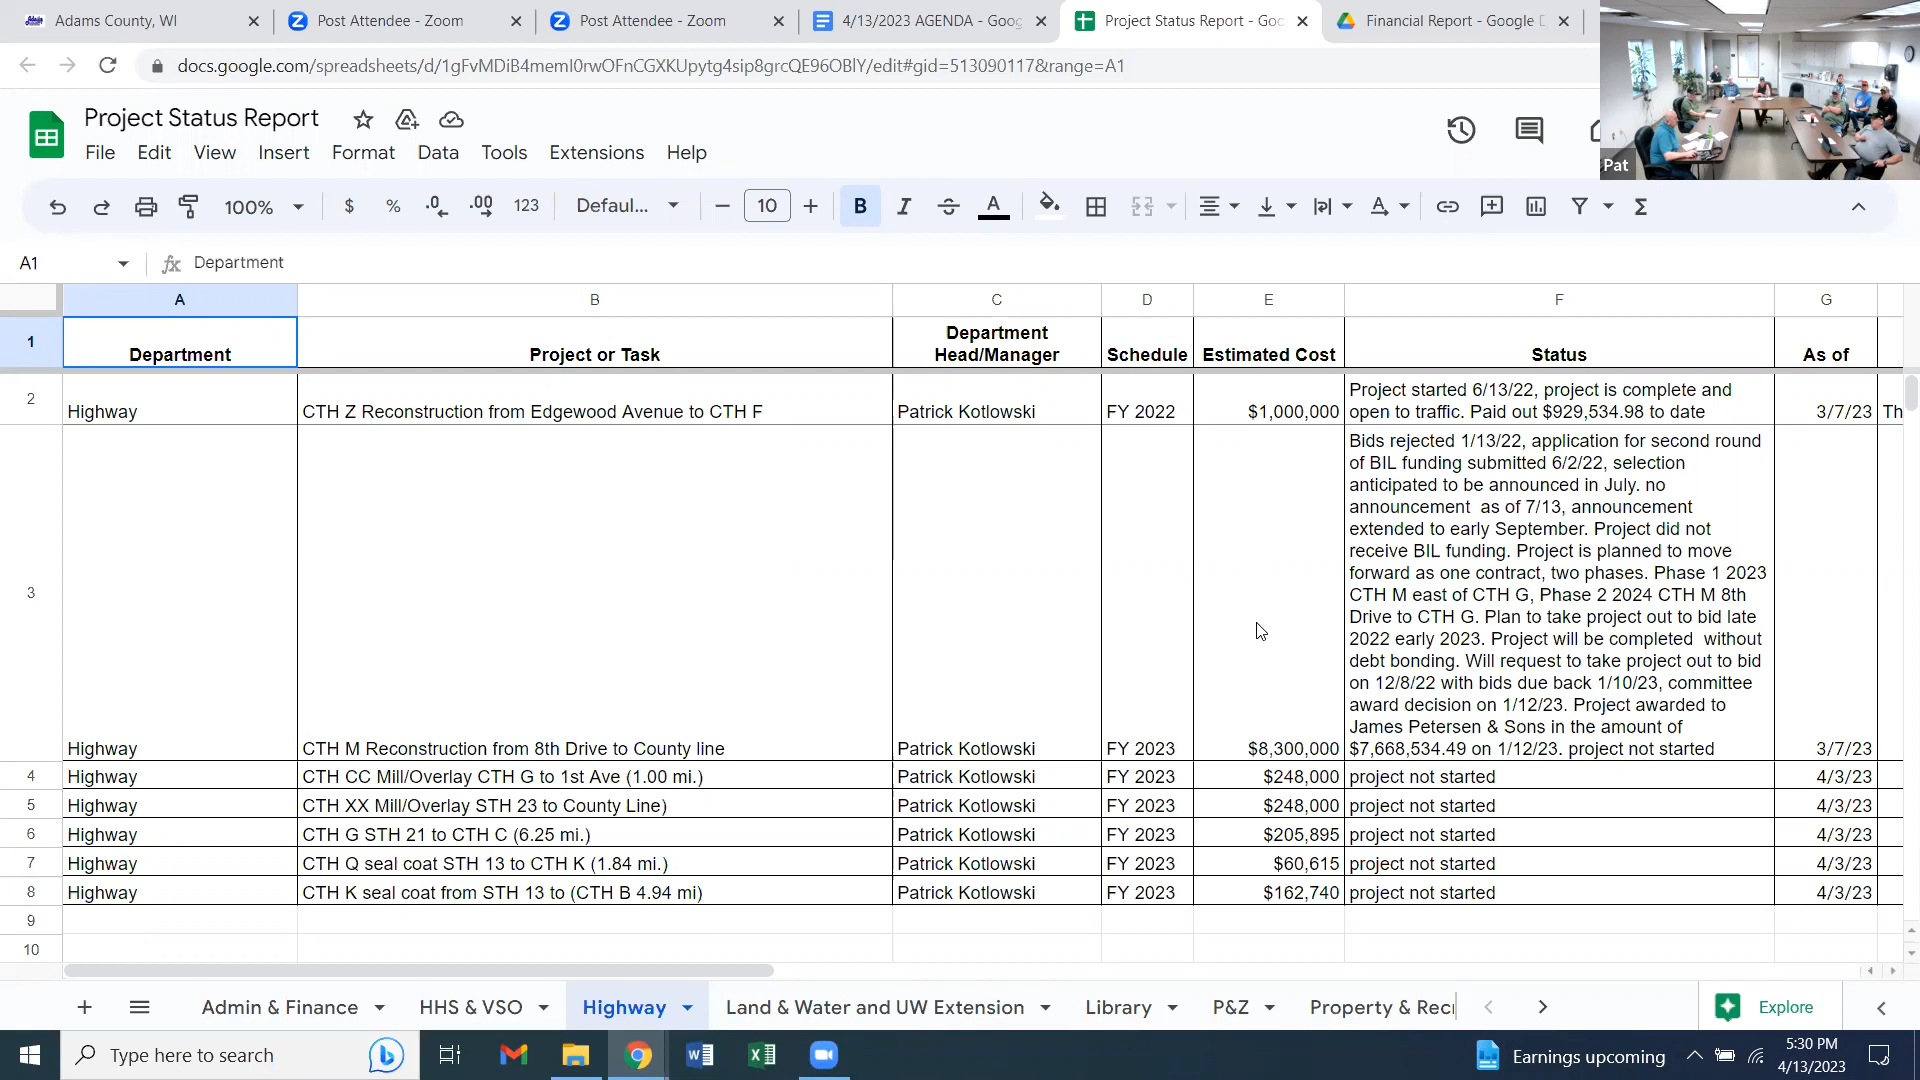 Adams County, WI
Post Attendee - Zoom
Post Attendee - Zoom
4/13/2023 AGENDA - Goog
Project Status Report - Goo
Financial Report - Google D
docs.google.com/spreadsheets/d/1gFvMDiB4memI0rwOFnCGXKUpytg4sip8grcQE96OBlY/edit#gid=513090117&range=A1
Project Status Report
File Edit View Insert Format Data Tools Extensions Help
Pat
100% $ % .0 .00 123 Defaul... 10 B I A
A1 fx Department
A B C D E F G
1 Department Project or Task Department Head/Manager Schedule Estimated Cost Status As of
2 Highway CTH Z Reconstruction from Edgewood Avenue to CTH F Patrick Kotlowski FY 2022 $1,000,000 Project started 6/13/22, project is complete and
open to traffic. Paid out $929,534.98 to date 3/7/23 Th
Bids rejected 1/13/22, application for second round
of BIL funding submitted 6/2/22, selection
anticipated to be announced in July. no
announcement as of 7/13, announcement
extended to early September. Project did not
receive BIL funding. Project is planned to move
forward as one contract, two phases. Phase 1 2023
CTH M east of CTH G, Phase 2 2024 CTH M 8th
Drive to CTH G. Plan to take project out to bid late
2022 early 2023. Project will be completed without
debt bonding. Will request to take project out to bid
on 12/8/22 with bids due back 1/10/23, committee
award decision on 1/12/23. Project awarded to
James Petersen & Sons in the amount of
3 Highway CTH M Reconstruction from 8th Drive to County line Patrick Kotlowski FY 2023 $8,300,000 $7,668,534.49 on 1/12/23. project not started 3/7/23
4 Highway CTH CC Mill/Overlay CTH G to 1st Ave (1.00 mi.) Patrick Kotlowski FY 2023 $248,000 project not started 4/3/23
5 Highway CTH XX Mill/Overlay STH 23 to County Line) Patrick Kotlowski FY 2023 $248,000 project not started 4/3/23
6 Highway CTH G STH 21 to CTH C (6.25 mi.) Patrick Kotlowski FY 2023 $205,895 project not started 4/3/23
7 Highway CTH Q seal coat STH 13 to CTH K (1.84 mi.) Patrick Kotlowski FY 2023 $60,615 project not started 4/3/23
8 Highway CTH K seal coat from STH 13 to (CTH B 4.94 mi) Patrick Kotlowski FY 2023 $162,740 project not started 4/3/23
9
10
Admin & Finance HHS & VSO Highway Land & Water and UW Extension Library P&Z Property & Recr Explore
Type here to search
Earnings upcoming
5:30 PM
4/13/2023